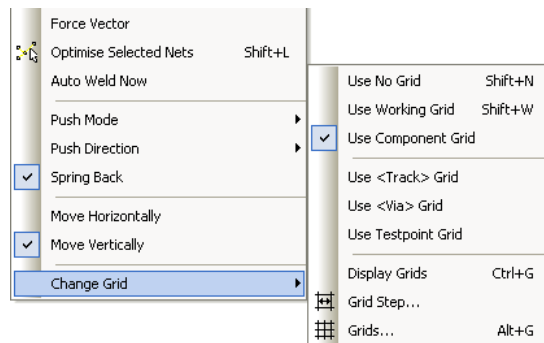 Force Vector
Optimise Selected Nets Shift+L
Auto Weld Now
Push Mode
Push Direction
Spring Back
Move Horizontally
Move Vertically
Change Grid
Use No Grid Shift+N
Use Working Grid Shift+W
Use Component Grid
Use <Track> Grid
Use <Via> Grid
Use Testpoint Grid
Display Grids Ctrl+G
Grid Step...
Grids... Alt+G